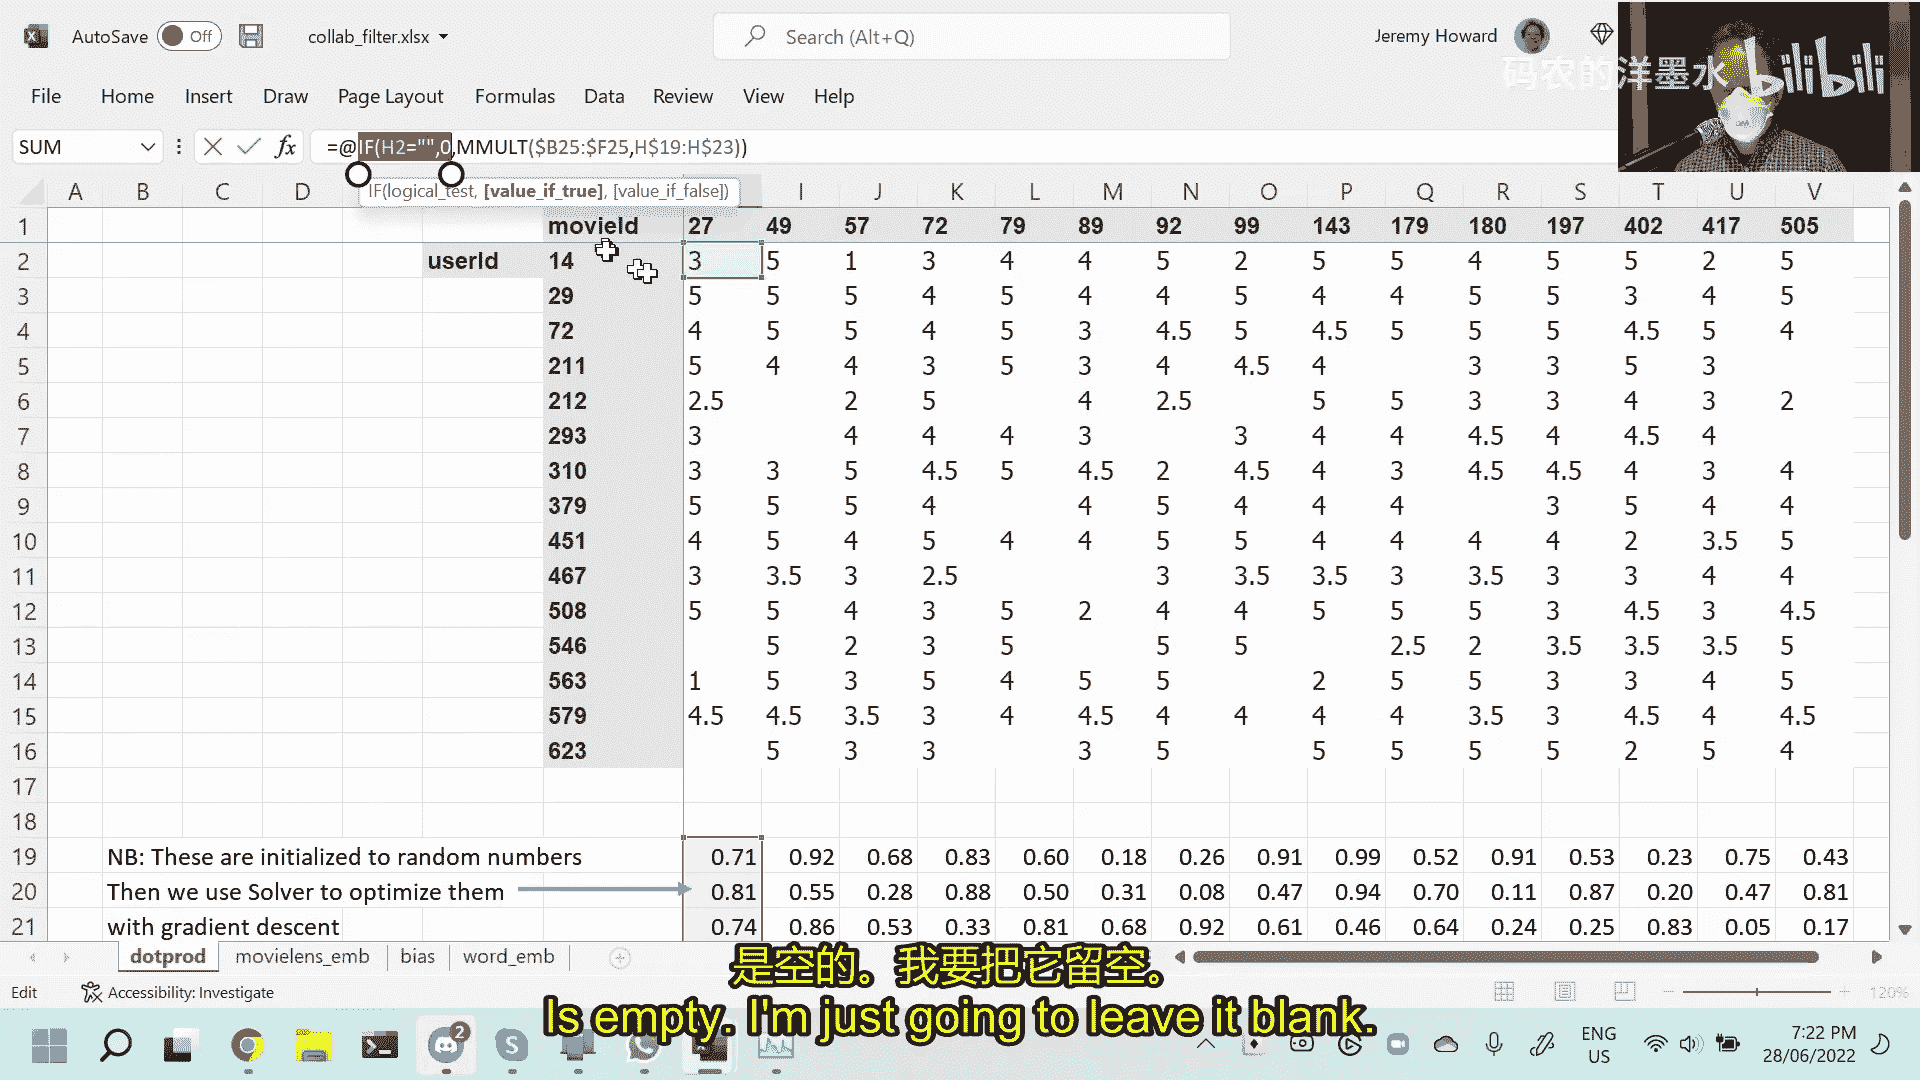 AutoSave Off collab_filter.xlsx Search (Alt+Q) Jeremy Howard
码农的洋墨水 bilibili
File Home Insert Draw Page Layout Formulas Data Review View Help
SUM fx =@IF(H2="",0,MMULT($B25:$F25,H$19:H$23))
IF(logical_test, [value_if_true], [value_if_false])
A B C D I J K L M N O P Q R S T U V
1 movieId 27 49 57 72 79 89 92 99 143 179 180 197 402 417 505
2 userId 14 3 5 1 3 4 4 5 2 5 5 4 5 5 2 5
3 29 5 5 5 4 5 4 4 5 4 4 5 5 3 4 5
4 72 4 5 5 4 5 3 4.5 5 4.5 5 5 5 4.5 5 4
5 211 5 4 4 3 5 3 4 4.5 4 3 3 5 3
6 212 2.5 2 5 4 2.5 5 5 3 3 4 3 2
7 293 3 4 4 4 3 3 4 4 4.5 4 4.5 4
8 310 3 3 5 4.5 5 4.5 2 4.5 4 3 4.5 4.5 4 3 4
9 379 5 5 5 4 4 5 4 4 4 3 5 4 4
10 451 4 5 4 5 4 4 5 5 4 4 4 4 2 3.5 5
11 467 3 3.5 3 2.5 3 3.5 3.5 3 3.5 3 3 4 4
12 508 5 5 4 3 5 2 4 4 5 5 5 3 4.5 3 4.5
13 546 5 2 3 5 5 5 2.5 2 3.5 3.5 3.5 5
14 563 1 5 3 5 4 5 5 2 5 5 3 3 4 5
15 579 4.5 4.5 3.5 3 4 4.5 4 4 4 4 3.5 3 4.5 4 4.5
16 623 5 3 3 3 5 5 5 5 5 2 5 4
17
18
19 NB: These are initialized to random numbers 0.71 0.92 0.68 0.83 0.60 0.18 0.26 0.91 0.99 0.52 0.91 0.53 0.23 0.75 0.43
20 Then we use Solver to optimize them 0.81 0.55 0.28 0.88 0.50 0.31 0.08 0.47 0.94 0.70 0.11 0.87 0.20 0.47 0.81
21 with gradient descent 0.74 0.86 0.53 0.33 0.81 0.68 0.92 0.61 0.46 0.64 0.24 0.25 0.83 0.05 0.17
dotprod movielens_emb bias word_emb
是空的。我要把它留空。
Edit Accessibility: Investigate 120%
Is empty. I'm just going to leave it blank.
2 ENG US 7:22 PM 28/06/2022